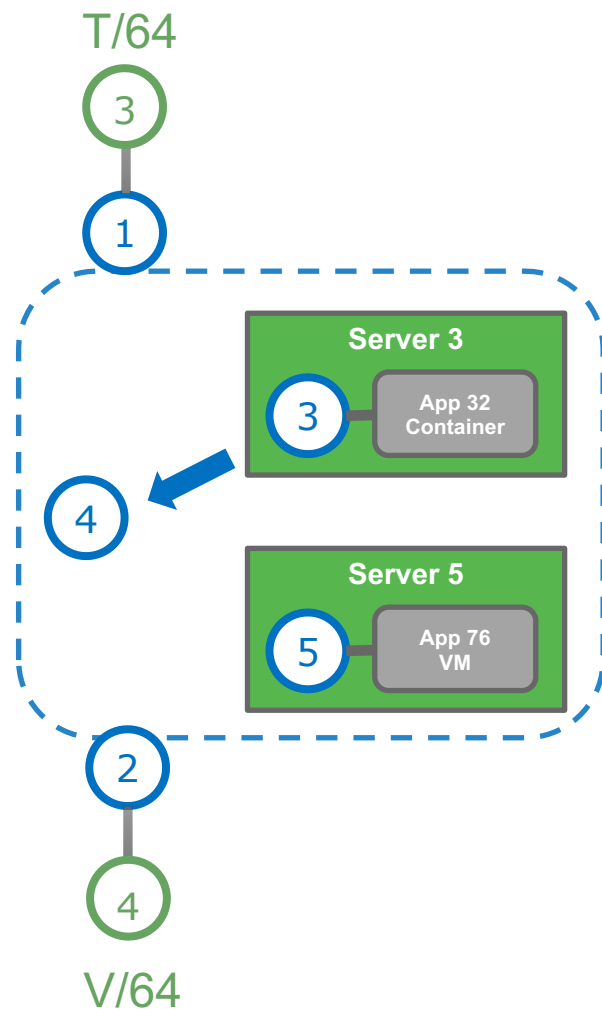 T/64
3
1
Server 3
3
App 32
Container
4
Server 5
5
App 76
VM
2
4
V/64